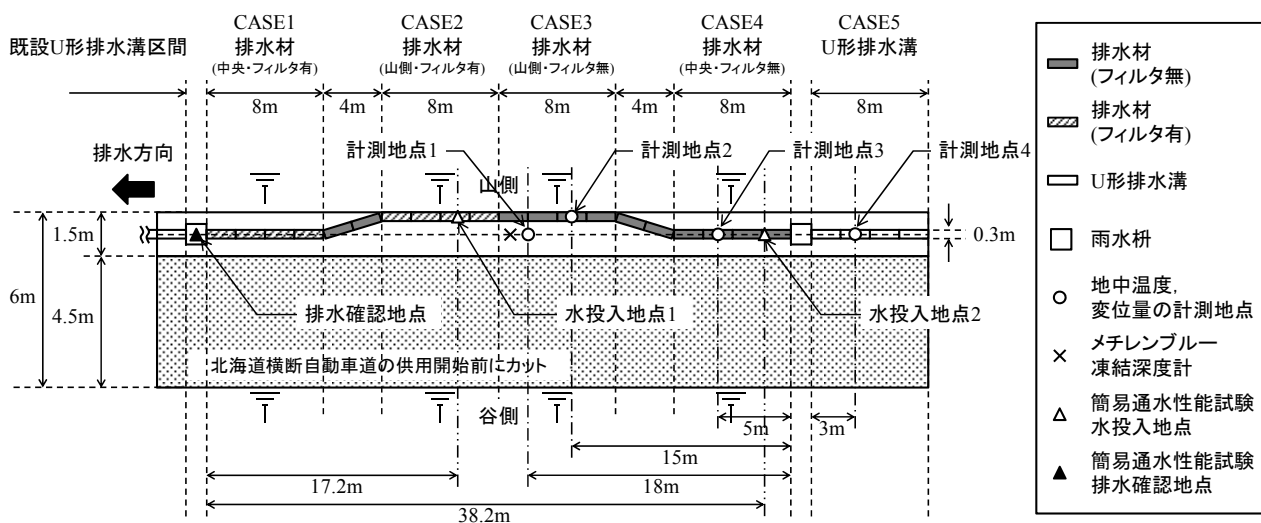 既設U形排水溝区間
CASE1
排水材
(中央・フィルタ有)
CASE2
排水材
(山側・フィルタ有)
CASE3
排水材
(山側・フィルタ無)
CASE4
排水材
(中央・フィルタ無)
CASE5
U形排水溝
8m
4m
8m
8m
4m
8m
8m
排水方向
計測地点1
計測地点2
計測地点3
計測地点4
山側
1.5m
0.3m
6m
4.5m
排水確認地点
水投入地点1
水投入地点2
北海道横断自動車道の供用開始前にカット
谷側
5m
3m
15m
17.2m
18m
38.2m
排水材
(フィルタ無)
排水材
(フィルタ有)
U形排水溝
雨水枡
地中温度,
変位量の計測地点
メチレンブルー
凍結深度計
簡易通水性能試験
水投入地点
簡易通水性能試験
排水確認地点